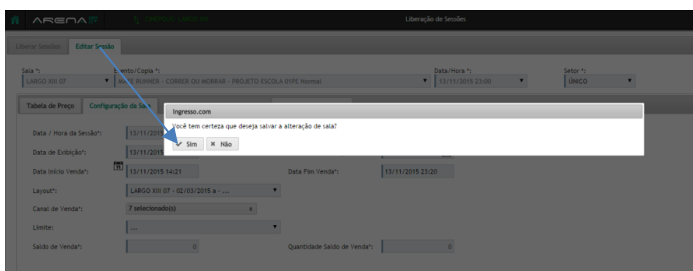 ARENA
Liberação de Sessões
Liberar Sessões Editar Sessão
Sala *: Evento/Copia *: Data/Hora *: Setor *:
LARGO XIII 07 MAZE RUNNER - CORRER OU MORRAR - PROJETO ESCOLA RYPE Normal 13/11/2015 23:00 ÚNICO
Tabela de Preço Configuração da Sala
Ingresso.com
Você tem certeza que deseja salvar a alteração de sala?
Sim Não
Data / Hora da Sessão*: 13/11/2015
Data de Exibição*: 13/11/2015
Data Início Venda*: 13/11/2015 14:21 Data Fim Venda*: 13/11/2015 23:20
Layout*: LARGO XIII 07 - 02/03/2015 a - ...
Canal de Venda*: 7 selecionado(s)
Limite: ...
Saldo de Venda*: 0 Quantidade Saldo de Venda*: 0